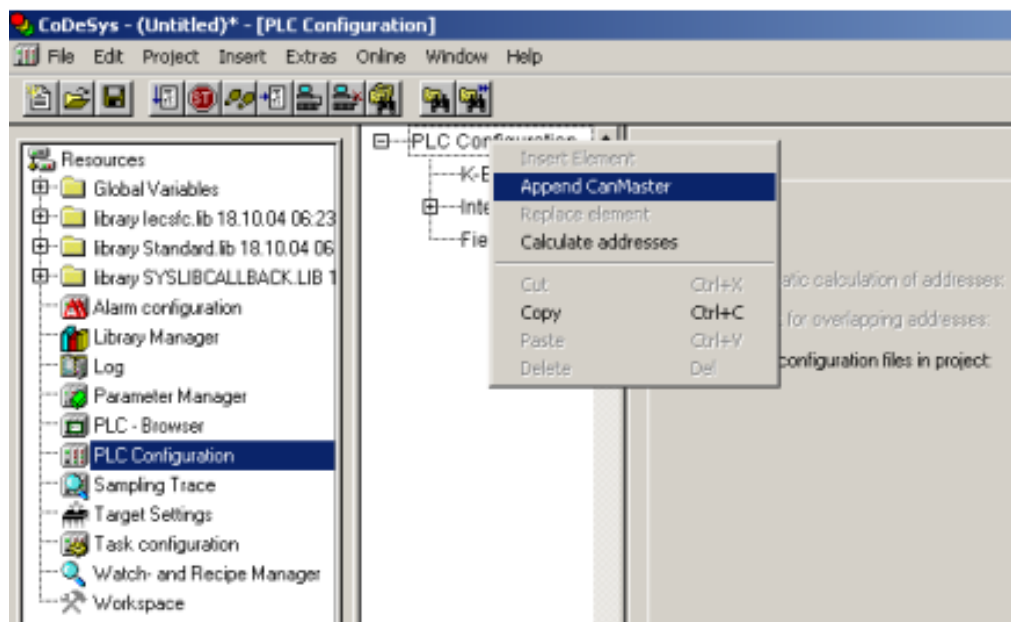 CoDeSys - (Untitled)* - [PLC Configuration]
File Edit Project Insert Extras Online Window Help
Resources
Global Variables
library Iecsfc.lib 18.10.04 06:23
library Standard.lib 18.10.04 06
library SYSLIBCALLBACK.LIB 1
Alarm configuration
Library Manager
Log
Parameter Manager
PLC - Browser
PLC Configuration
Sampling Trace
Target Settings
Task configuration
Watch- and Recipe Manager
Workspace
PLC Configuration
K-B
Inte
Fie
Insert Element
Append CanMaster
Replace element
Calculate addresses
Cut Ctrl+X
Copy Ctrl+C
Paste Ctrl+V
Delete Del
atic calculation of addresses:
for overlapping addresses:
configuration files in project: